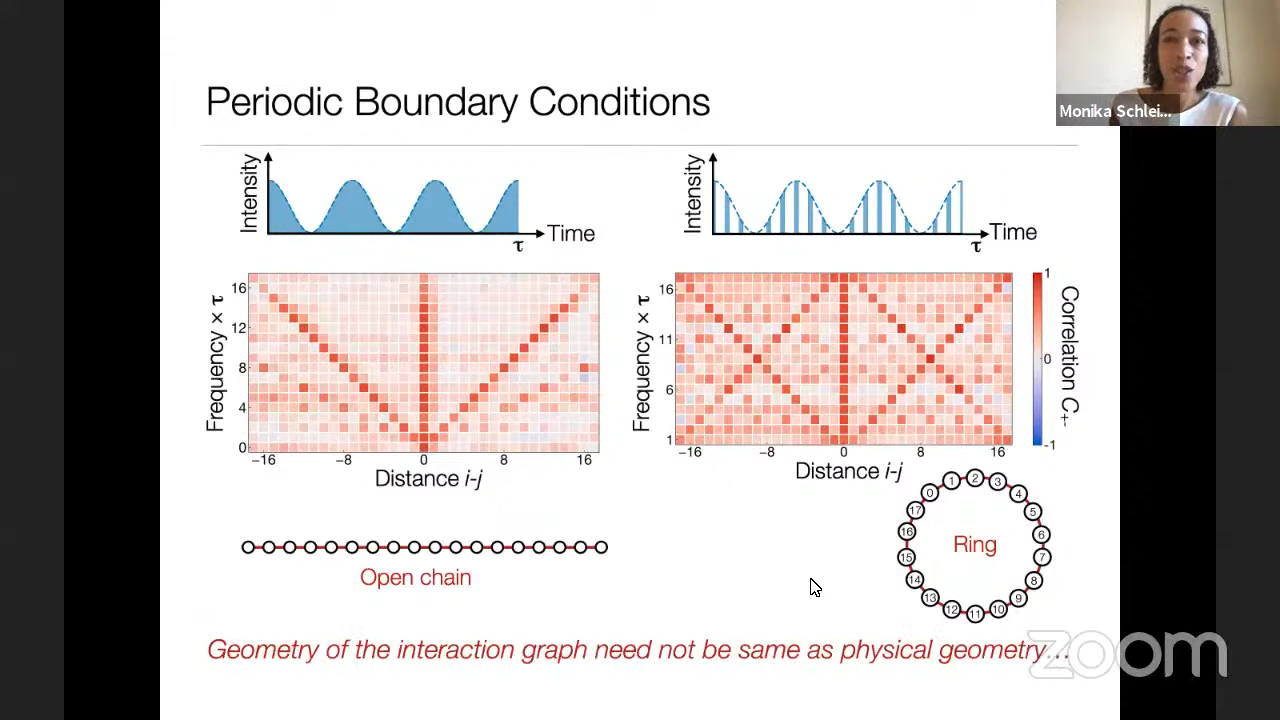 Monika Schlei...
Periodic Boundary Conditions
Intensity
Time
τ
Intensity
Time
τ
Frequency × τ
16
12
8
4
0
−16
−8
0
8
16
Distance i-j
Frequency × τ
16
11
6
1
−16
−8
0
8
16
Distance i-j
1
0
-1
Correlation C+-
Open chain
0
1
2
3
4
5
6
7
8
9
10
11
12
13
14
15
16
17
Ring
Geometry of the interaction graph need not be same as physical geometry...
zoom